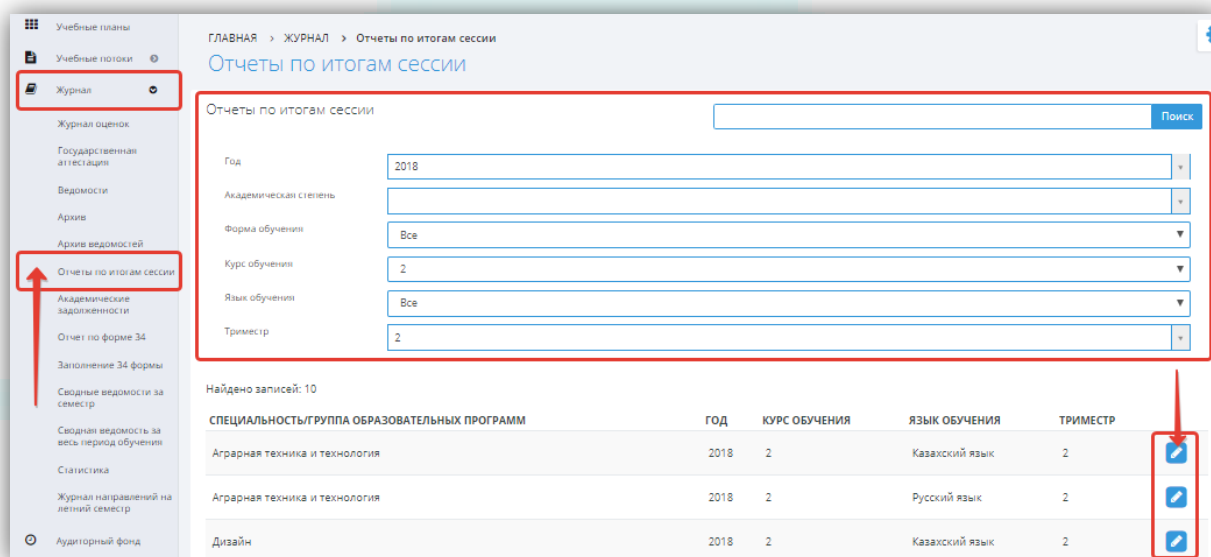 Учебные планы
Учебные потоки
Журнал
Журнал оценок
Государственная
аттестация
Ведомости
Архив
Архив ведомостей
Отчеты по итогам сессии
Академические
задолженности
Отчет по форме 34
Заполнение 34 формы
Сводные ведомости за
семестр
Сводная ведомость за
весь период обучения
Статистика
Журнал направлений на
летний семестр
Аудиторный фонд
ГЛАВНАЯ > ЖУРНАЛ > Отчеты по итогам сессии
Отчеты по итогам сессии
Отчеты по итогам сессии
Поиск
Год 2018
Академическая степень
Форма обучения Все
Курс обучения 2
Язык обучения Все
Триместр 2
Найдено записей: 10
СПЕЦИАЛЬНОСТЬ/ГРУППА ОБРАЗОВАТЕЛЬНЫХ ПРОГРАММ ГОД КУРС ОБУЧЕНИЯ ЯЗЫК ОБУЧЕНИЯ ТРИМЕСТР
Аграрная техника и технология 2018 2 Казахский язык 2
Аграрная техника и технология 2018 2 Русский язык 2
Дизайн 2018 2 Казахский язык 2